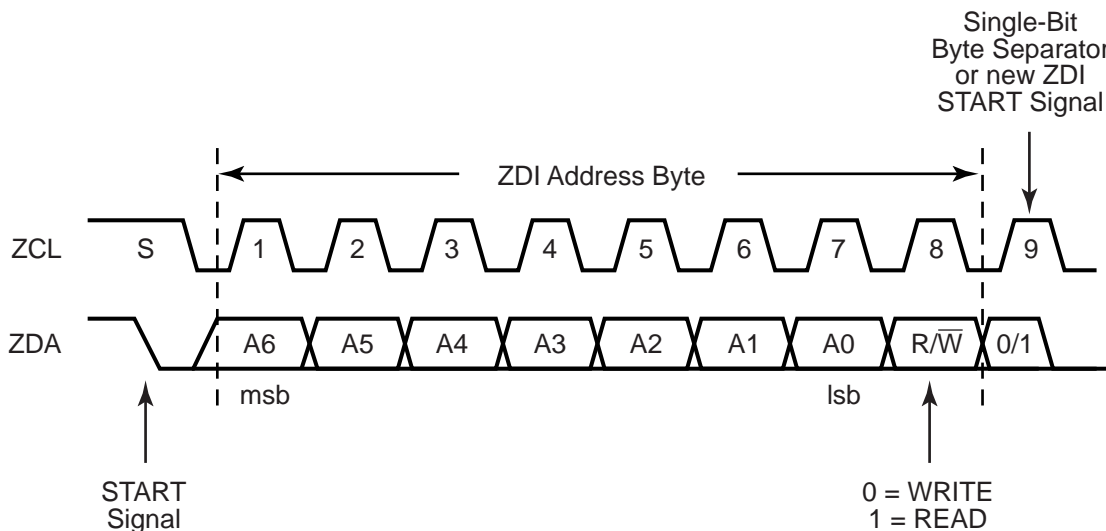 Single-Bit
Byte Separator
or new ZDI
START Signal
ZDI Address Byte
ZCL S 1 2 3 4 5 6 7 8 9
ZDA A6 A5 A4 A3 A2 A1 A0 R/W̅ 0/1
msb lsb
START
Signal
0 = WRITE
1 = READ